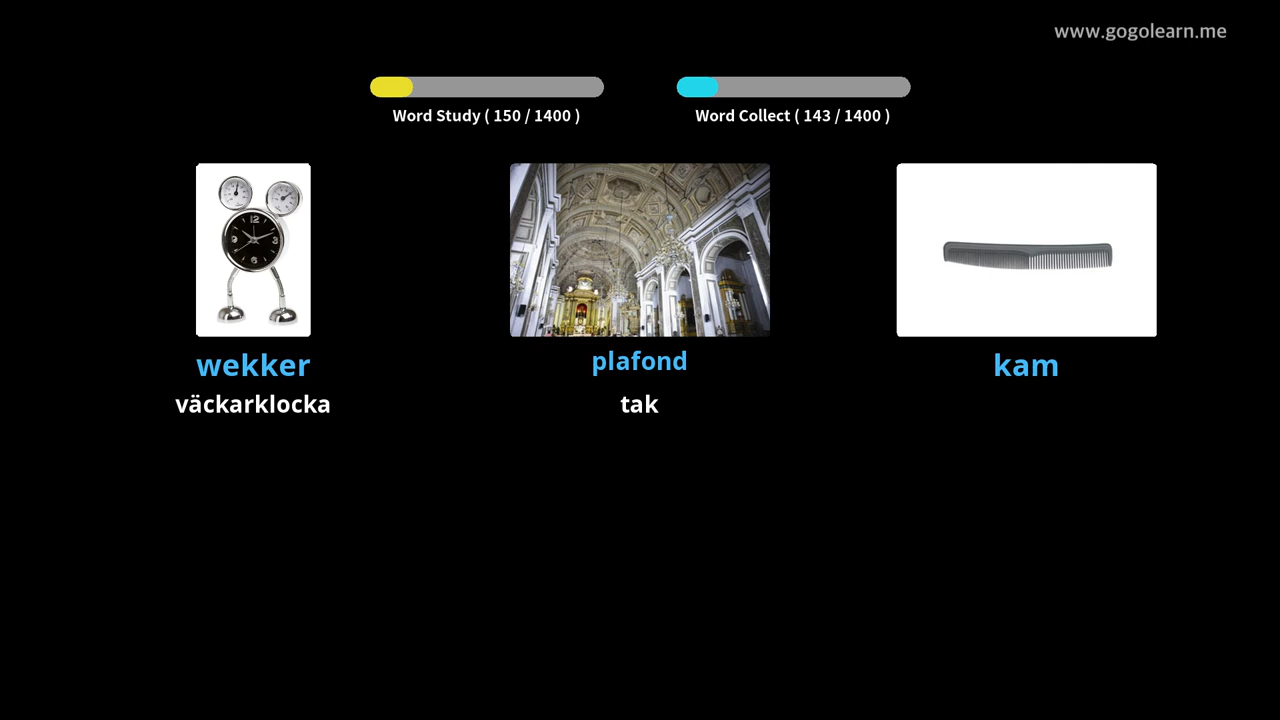 www.gogolearn.me
Word Study ( 150 / 1400 )
Word Collect ( 143 / 1400 )
wekker
plafond
kam
väckarklocka
tak